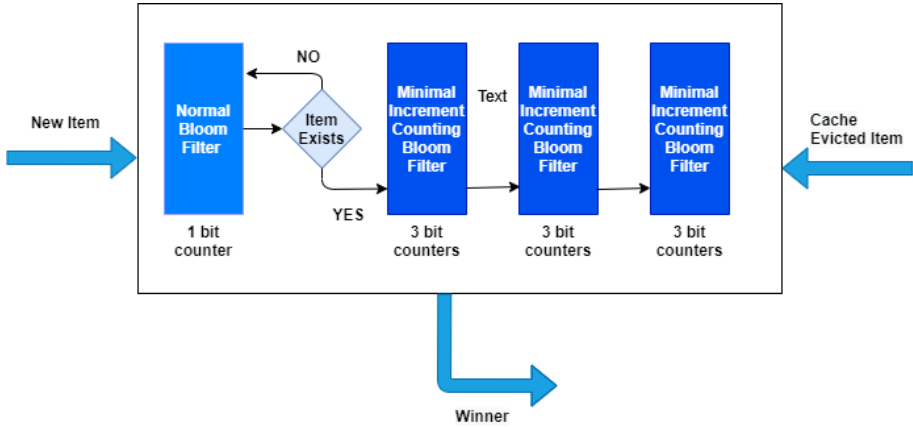 New Item
Normal
Bloom
Filter
1 bit
counter
NO
Item
Exists
YES
Minimal
Increment
Counting
Bloom
Filter
3 bit
counters
Text
Minimal
Increment
Counting
Bloom
Filter
3 bit
counters
Minimal
Increment
Counting
Bloom
Filter
3 bit
counters
Cache
Evicted Item
Winner